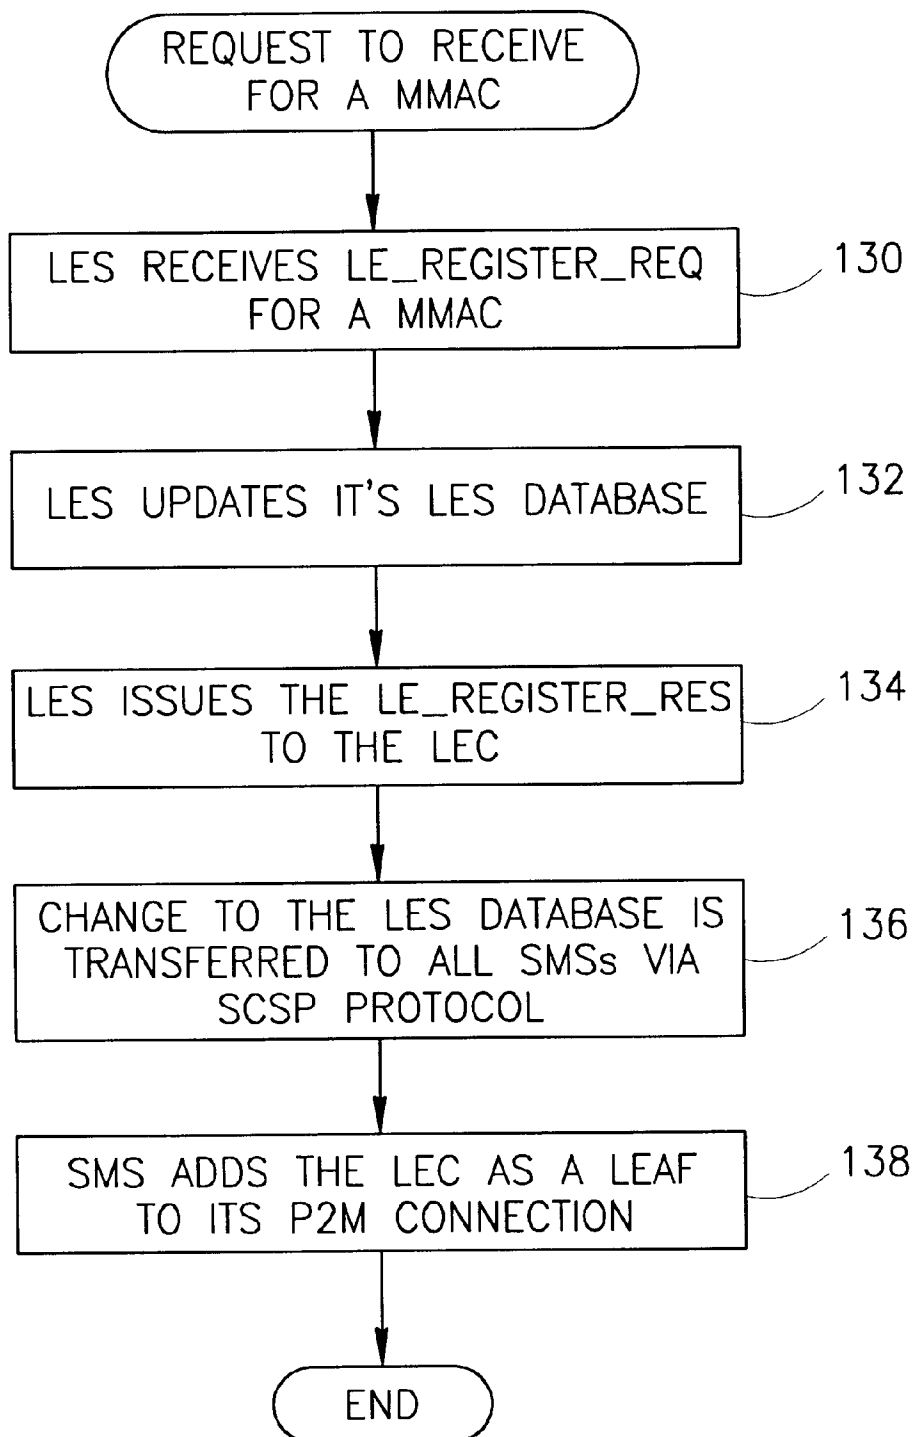 REQUEST TO RECEIVE
FOR A MMAC
LES RECEIVES LE_REGISTER_REQ
FOR A MMAC
130
LES UPDATES IT'S LES DATABASE
132
LES ISSUES THE LE_REGISTER_RES
TO THE LEC
134
CHANGE TO THE LES DATABASE IS
TRANSFERRED TO ALL SMSs VIA
SCSP PROTOCOL
136
SMS ADDS THE LEC AS A LEAF
TO ITS P2M CONNECTION
138
END